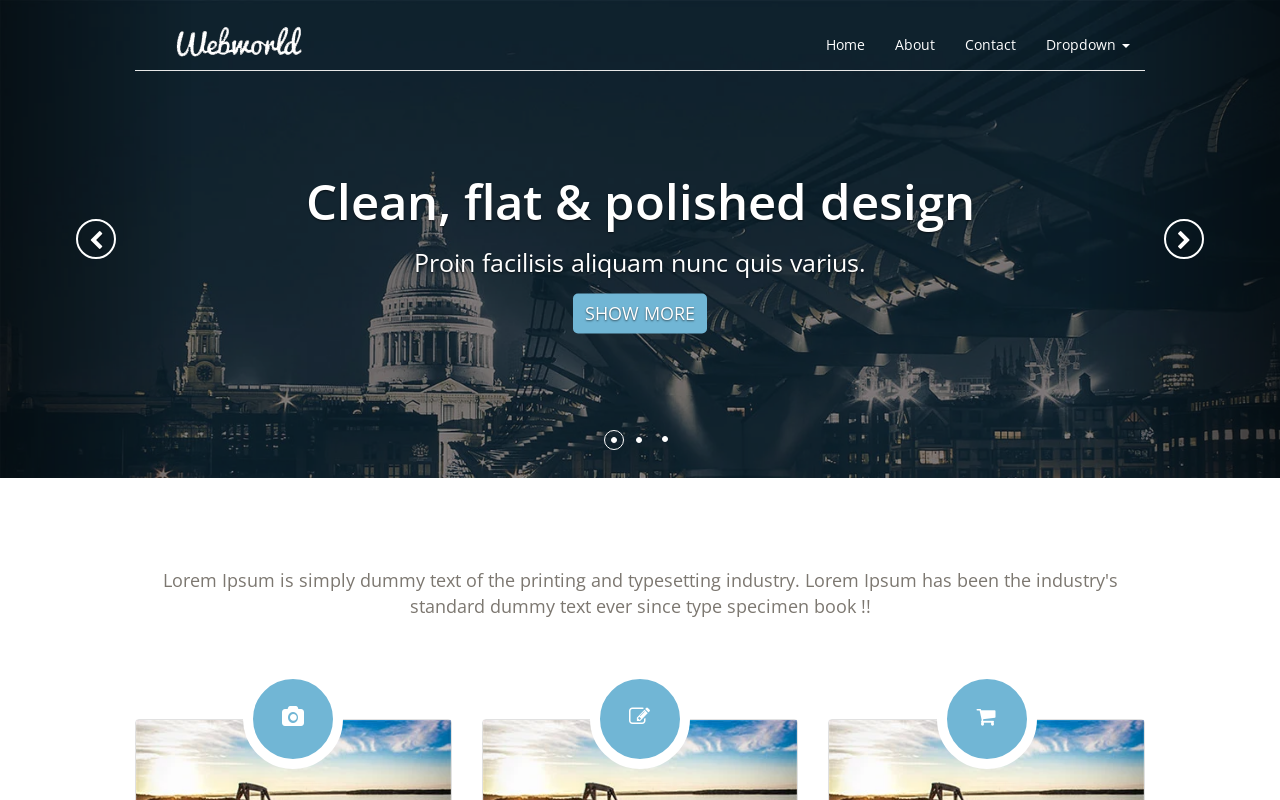 Webworld
Home About Contact Dropdown
Clean, flat & polished design
Proin facilisis aliquam nunc quis varius.
SHOW MORE
Lorem Ipsum is simply dummy text of the printing and typesetting industry. Lorem Ipsum has been the industry's
standard dummy text ever since type specimen book !!